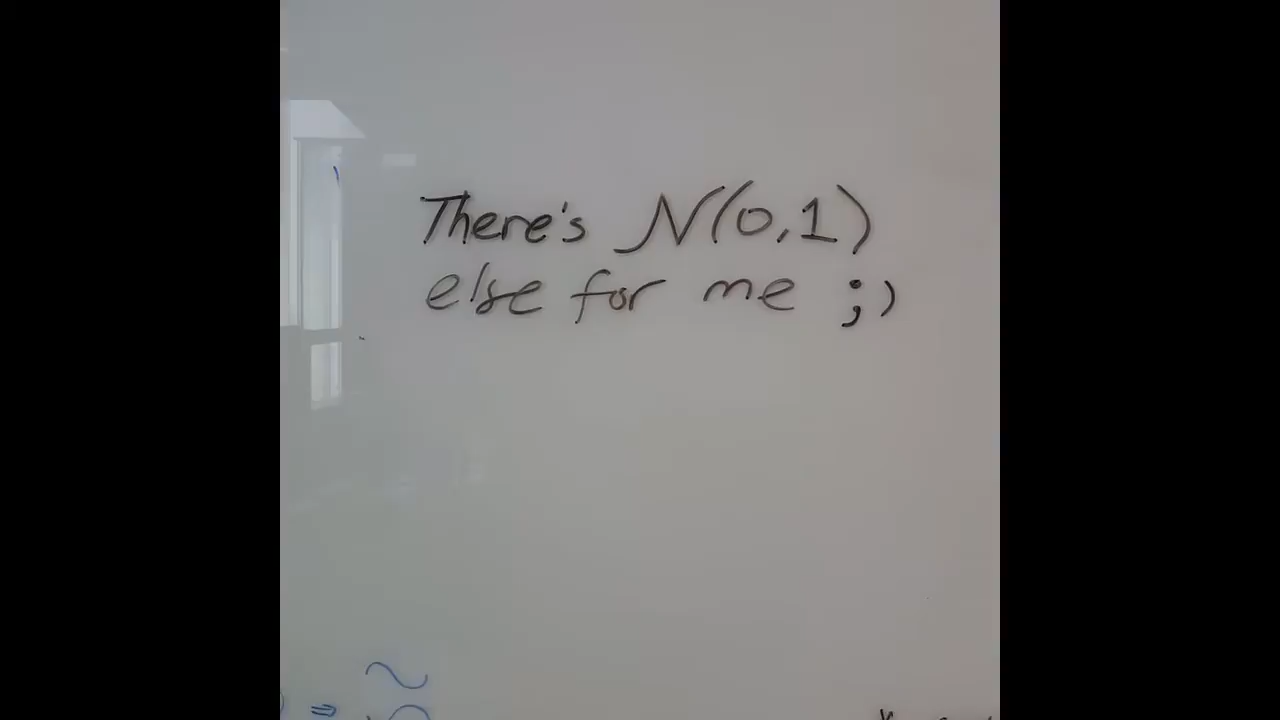 There's N(0,1)
else for me ;)